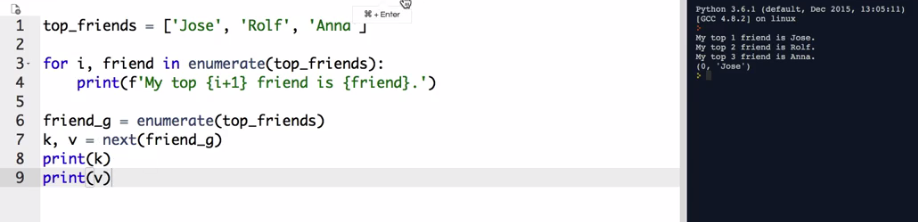 ⌘ + Enter
1 top_friends = ['Jose', 'Rolf', 'Anna']
2
3 for i, friend in enumerate(top_friends):
4     print(f'My top {i+1} friend is {friend}.')
5
6 friend_g = enumerate(top_friends)
7 k, v = next(friend_g)
8 print(k)
9 print(v)
Python 3.6.1 (default, Dec 2015, 13:05:11)
[GCC 4.8.2] on linux
My top 1 friend is Jose.
My top 2 friend is Rolf.
My top 3 friend is Anna.
(0, 'Jose')
>